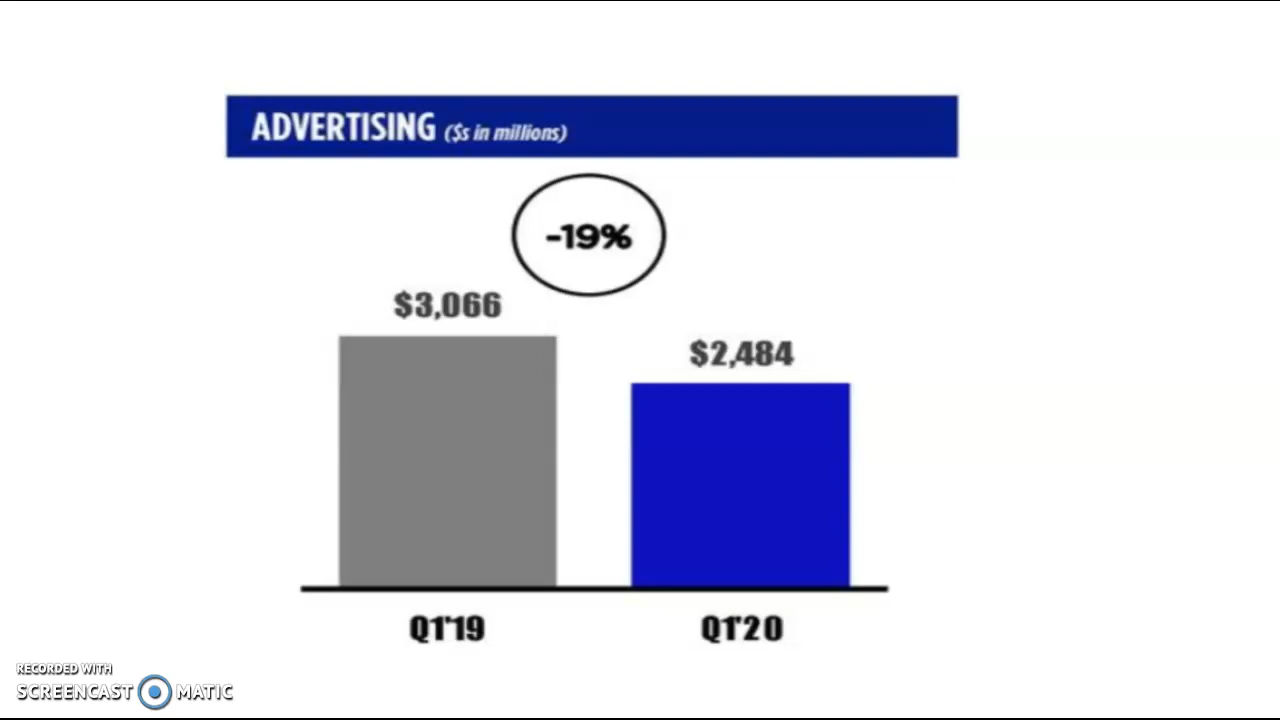 ADVERTISING ($s in millions)
-19%
$3,066
$2,484
Q1'19
Q1'20
RECORDED WITH
SCREENCAST MATIC